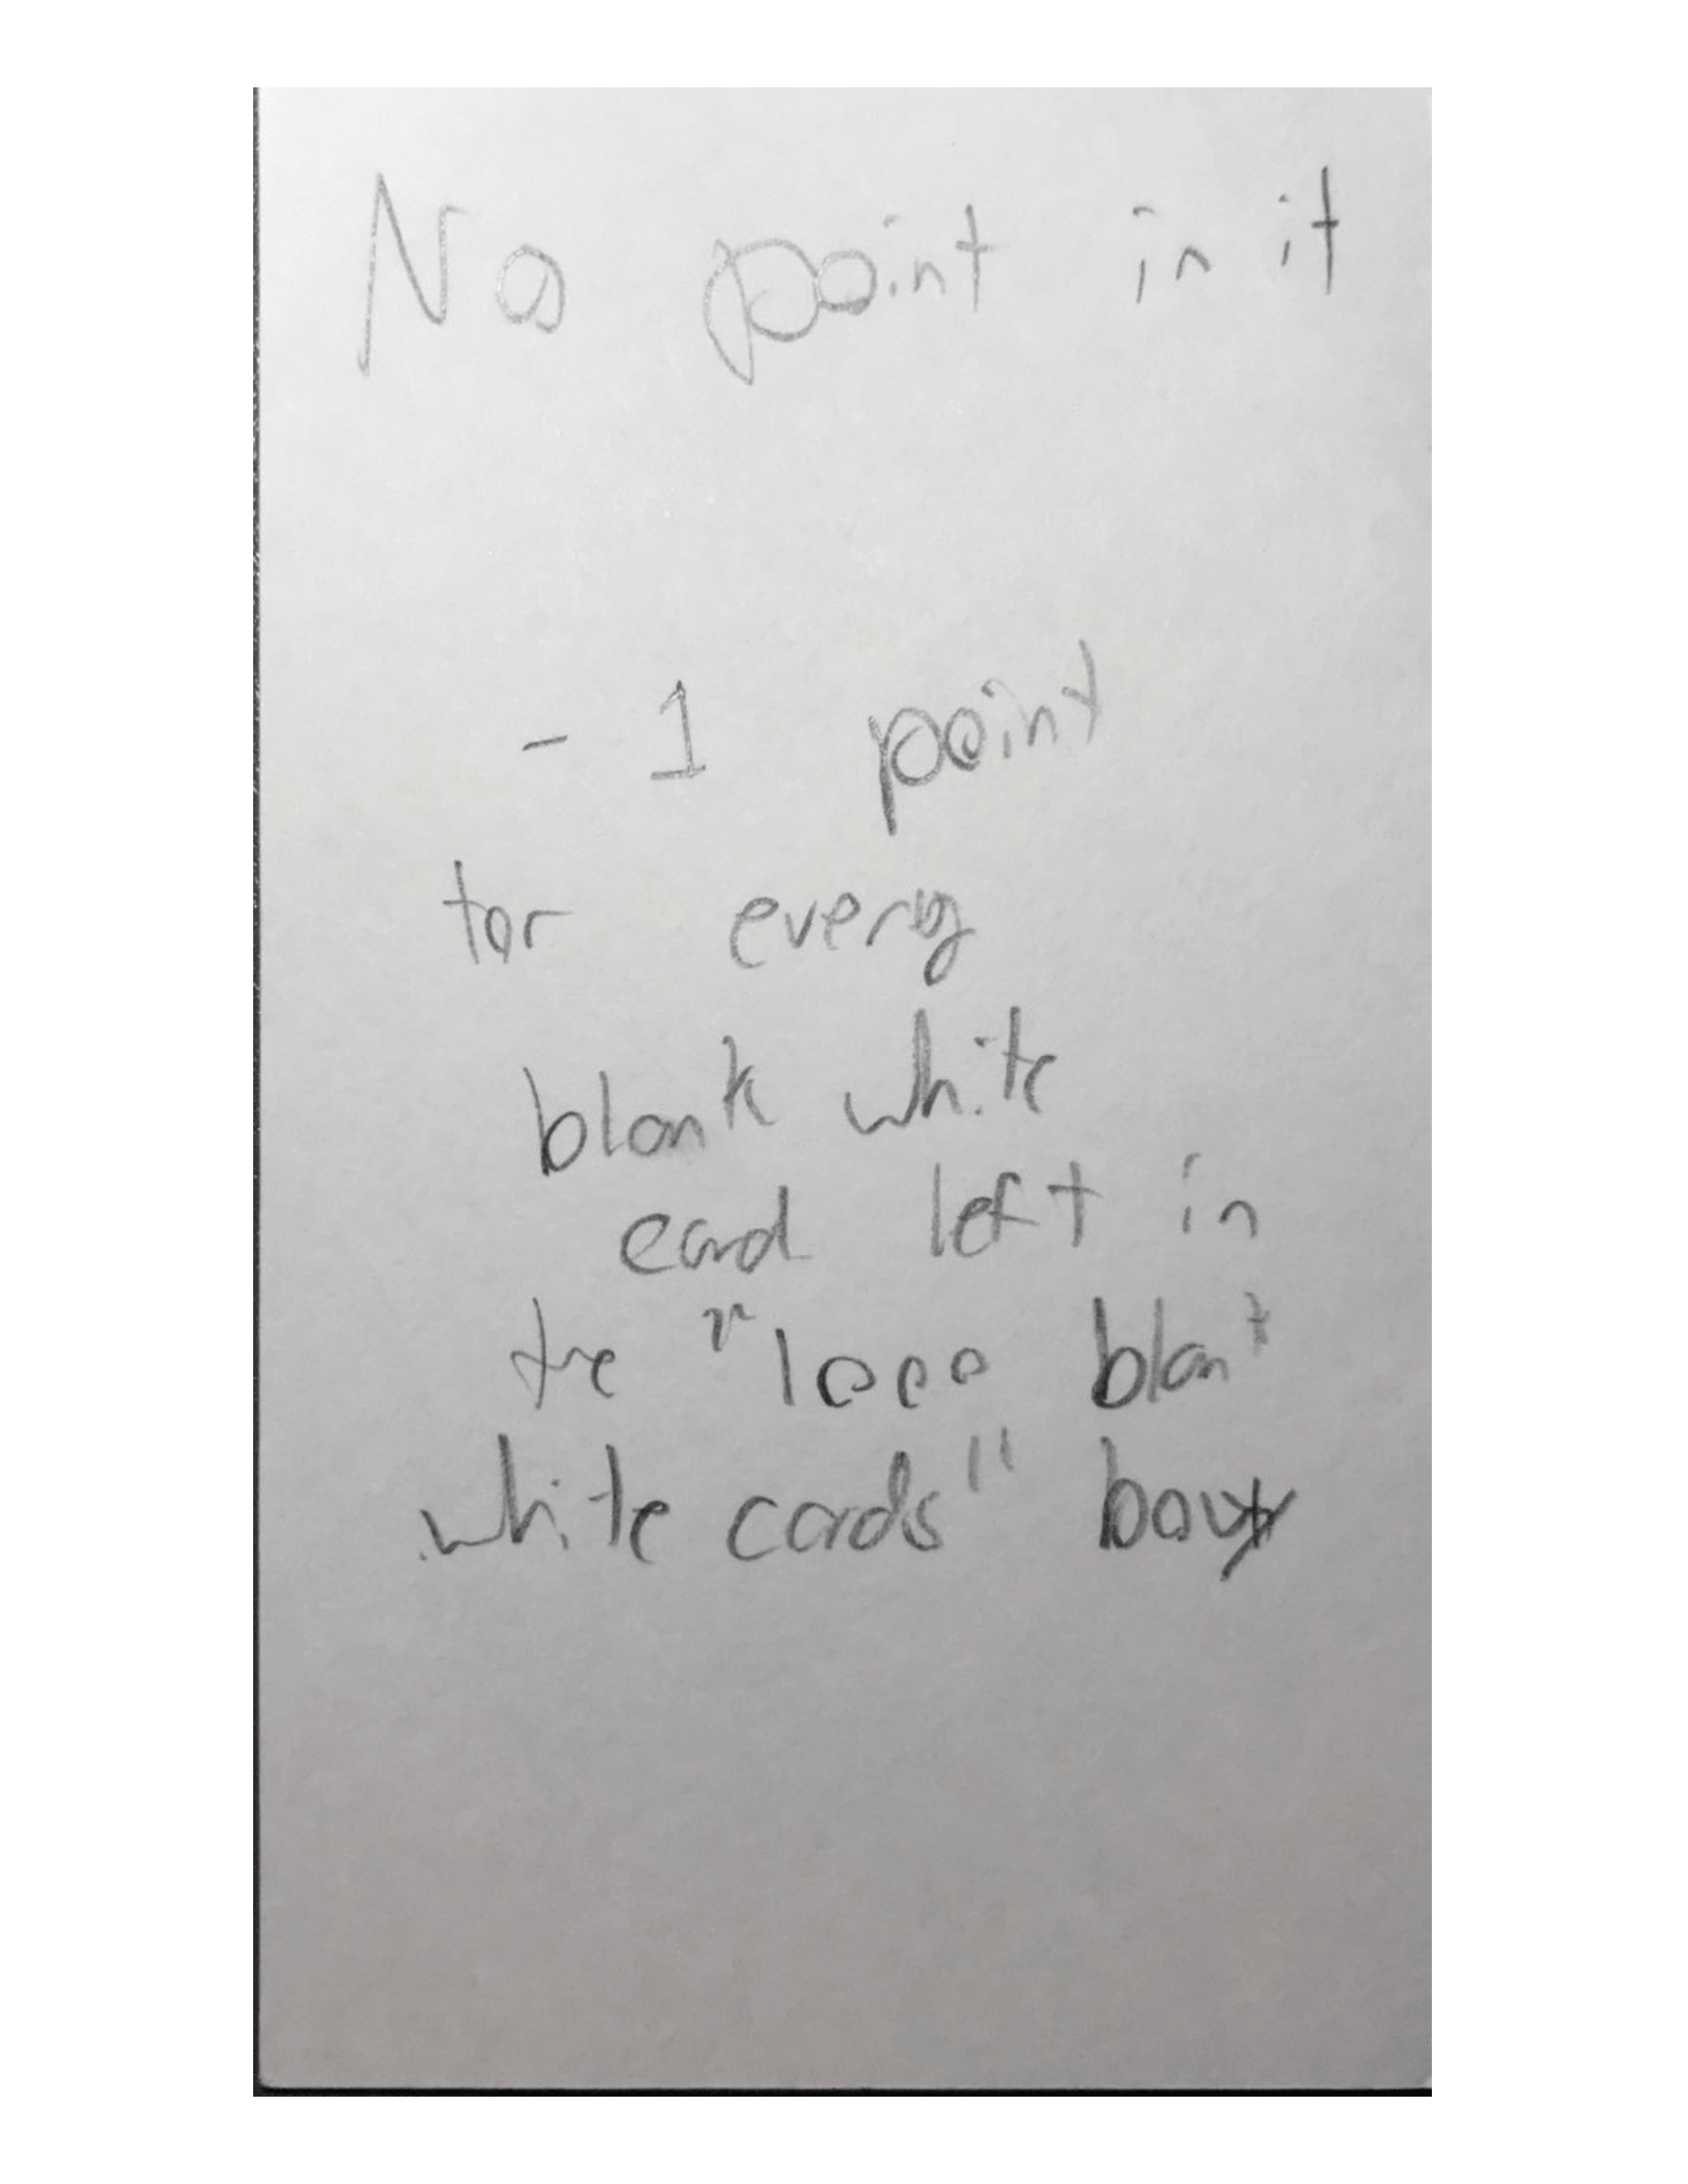 No point in it
- 1 point
for every
blank white
card left in
the "1000 blank
white cards" box